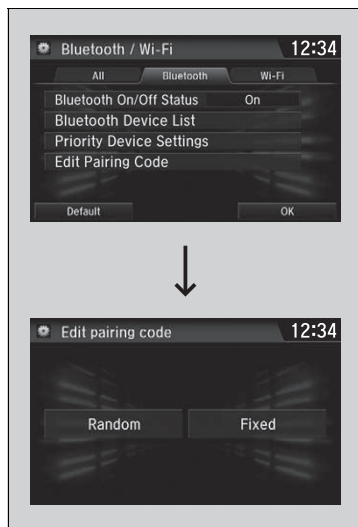 Bluetooth / Wi-Fi 12:34
All Bluetooth Wi-Fi
Bluetooth On/Off Status On
Bluetooth Device List
Priority Device Settings
Edit Pairing Code
Default OK
Edit pairing code 12:34
Random Fixed